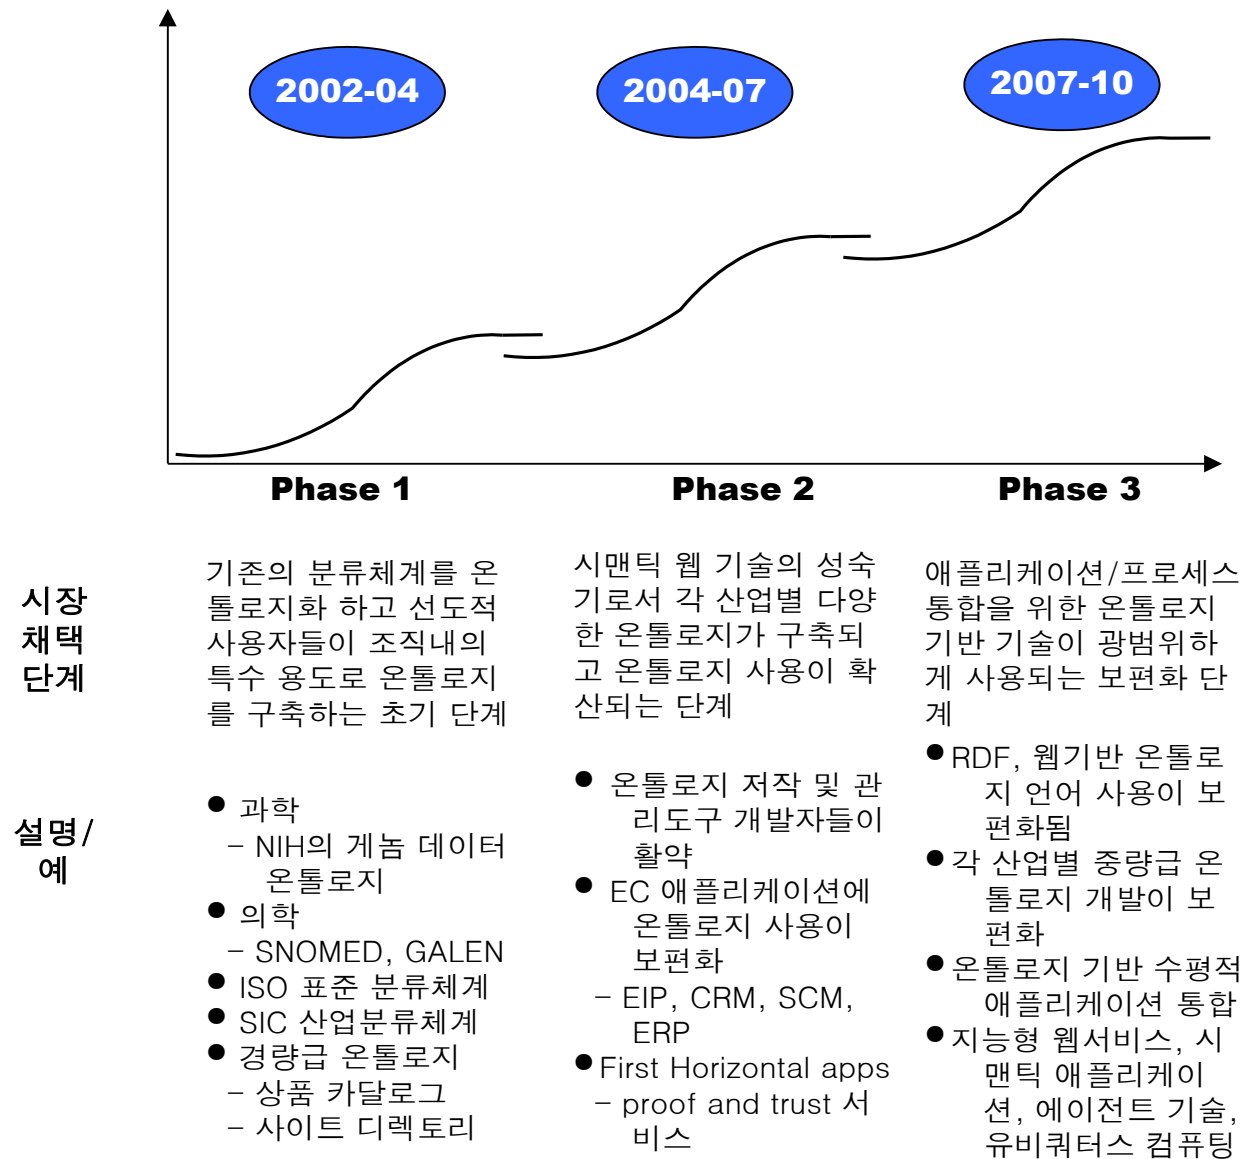 2002-04
2004-07
2007-10
Phase 1
Phase 2
Phase 3
시장
채택
단계
기존의 분류체계를 온
톨로지화 하고 선도적
사용자들이 조직내의
특수 용도로 온톨로지
를 구축하는 초기 단계
시맨틱 웹 기술의 성숙
기로서 각 산업별 다양
한 온톨로지가 구축되
고 온톨로지 사용이 확
산되는 단계
애플리케이션/프로세스
통합을 위한 온톨로지
기반 기술이 광범위하
게 사용되는 보편화 단
계
설명/
예
● 과학
– NIH의 게놈 데이터
온톨로지
● 의학
– SNOMED, GALEN
● ISO 표준 분류체계
● SIC 산업분류체계
● 경량급 온톨로지
– 상품 카달로그
– 사이트 디렉토리
● 온톨로지 저작 및 관
리도구 개발자들이
활약
● EC 애플리케이션에
온톨로지 사용이
보편화
– EIP, CRM, SCM,
ERP
● First Horizontal apps
– proof and trust 서
비스
● RDF, 웹기반 온톨로
지 언어 사용이 보
편화됨
● 각 산업별 중량급 온
톨로지 개발이 보
편화
● 온톨로지 기반 수평적
애플리케이션 통합
● 지능형 웹서비스, 시
맨틱 애플리케이
션, 에이전트 기술,
유비쿼터스 컴퓨팅